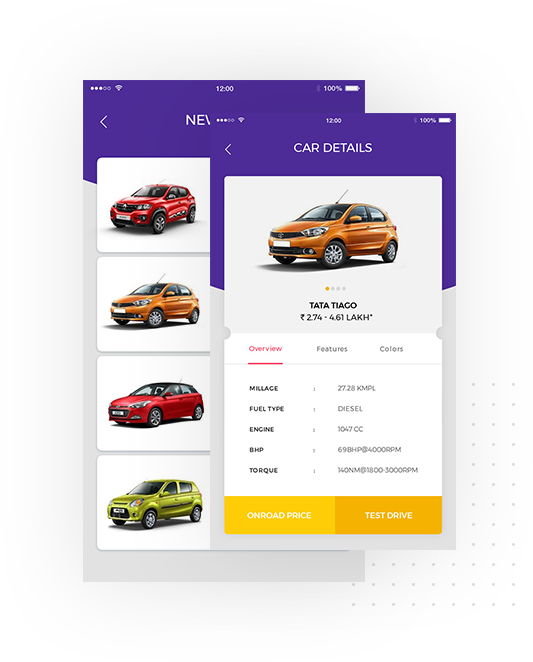 12:00
100%
NEW
12:00
100%
CAR DETAILS
TATA TIAGO
₹ 2.74 - 4.61 LAKH*
Overview Features Colors
MILLAGE : 27.28 KMPL
FUEL TYPE : DIESEL
ENGINE : 1047 CC
BHP : 69BHP@4000RPM
TORQUE : 140NM@1800-3000RPM
ONROAD PRICE TEST DRIVE